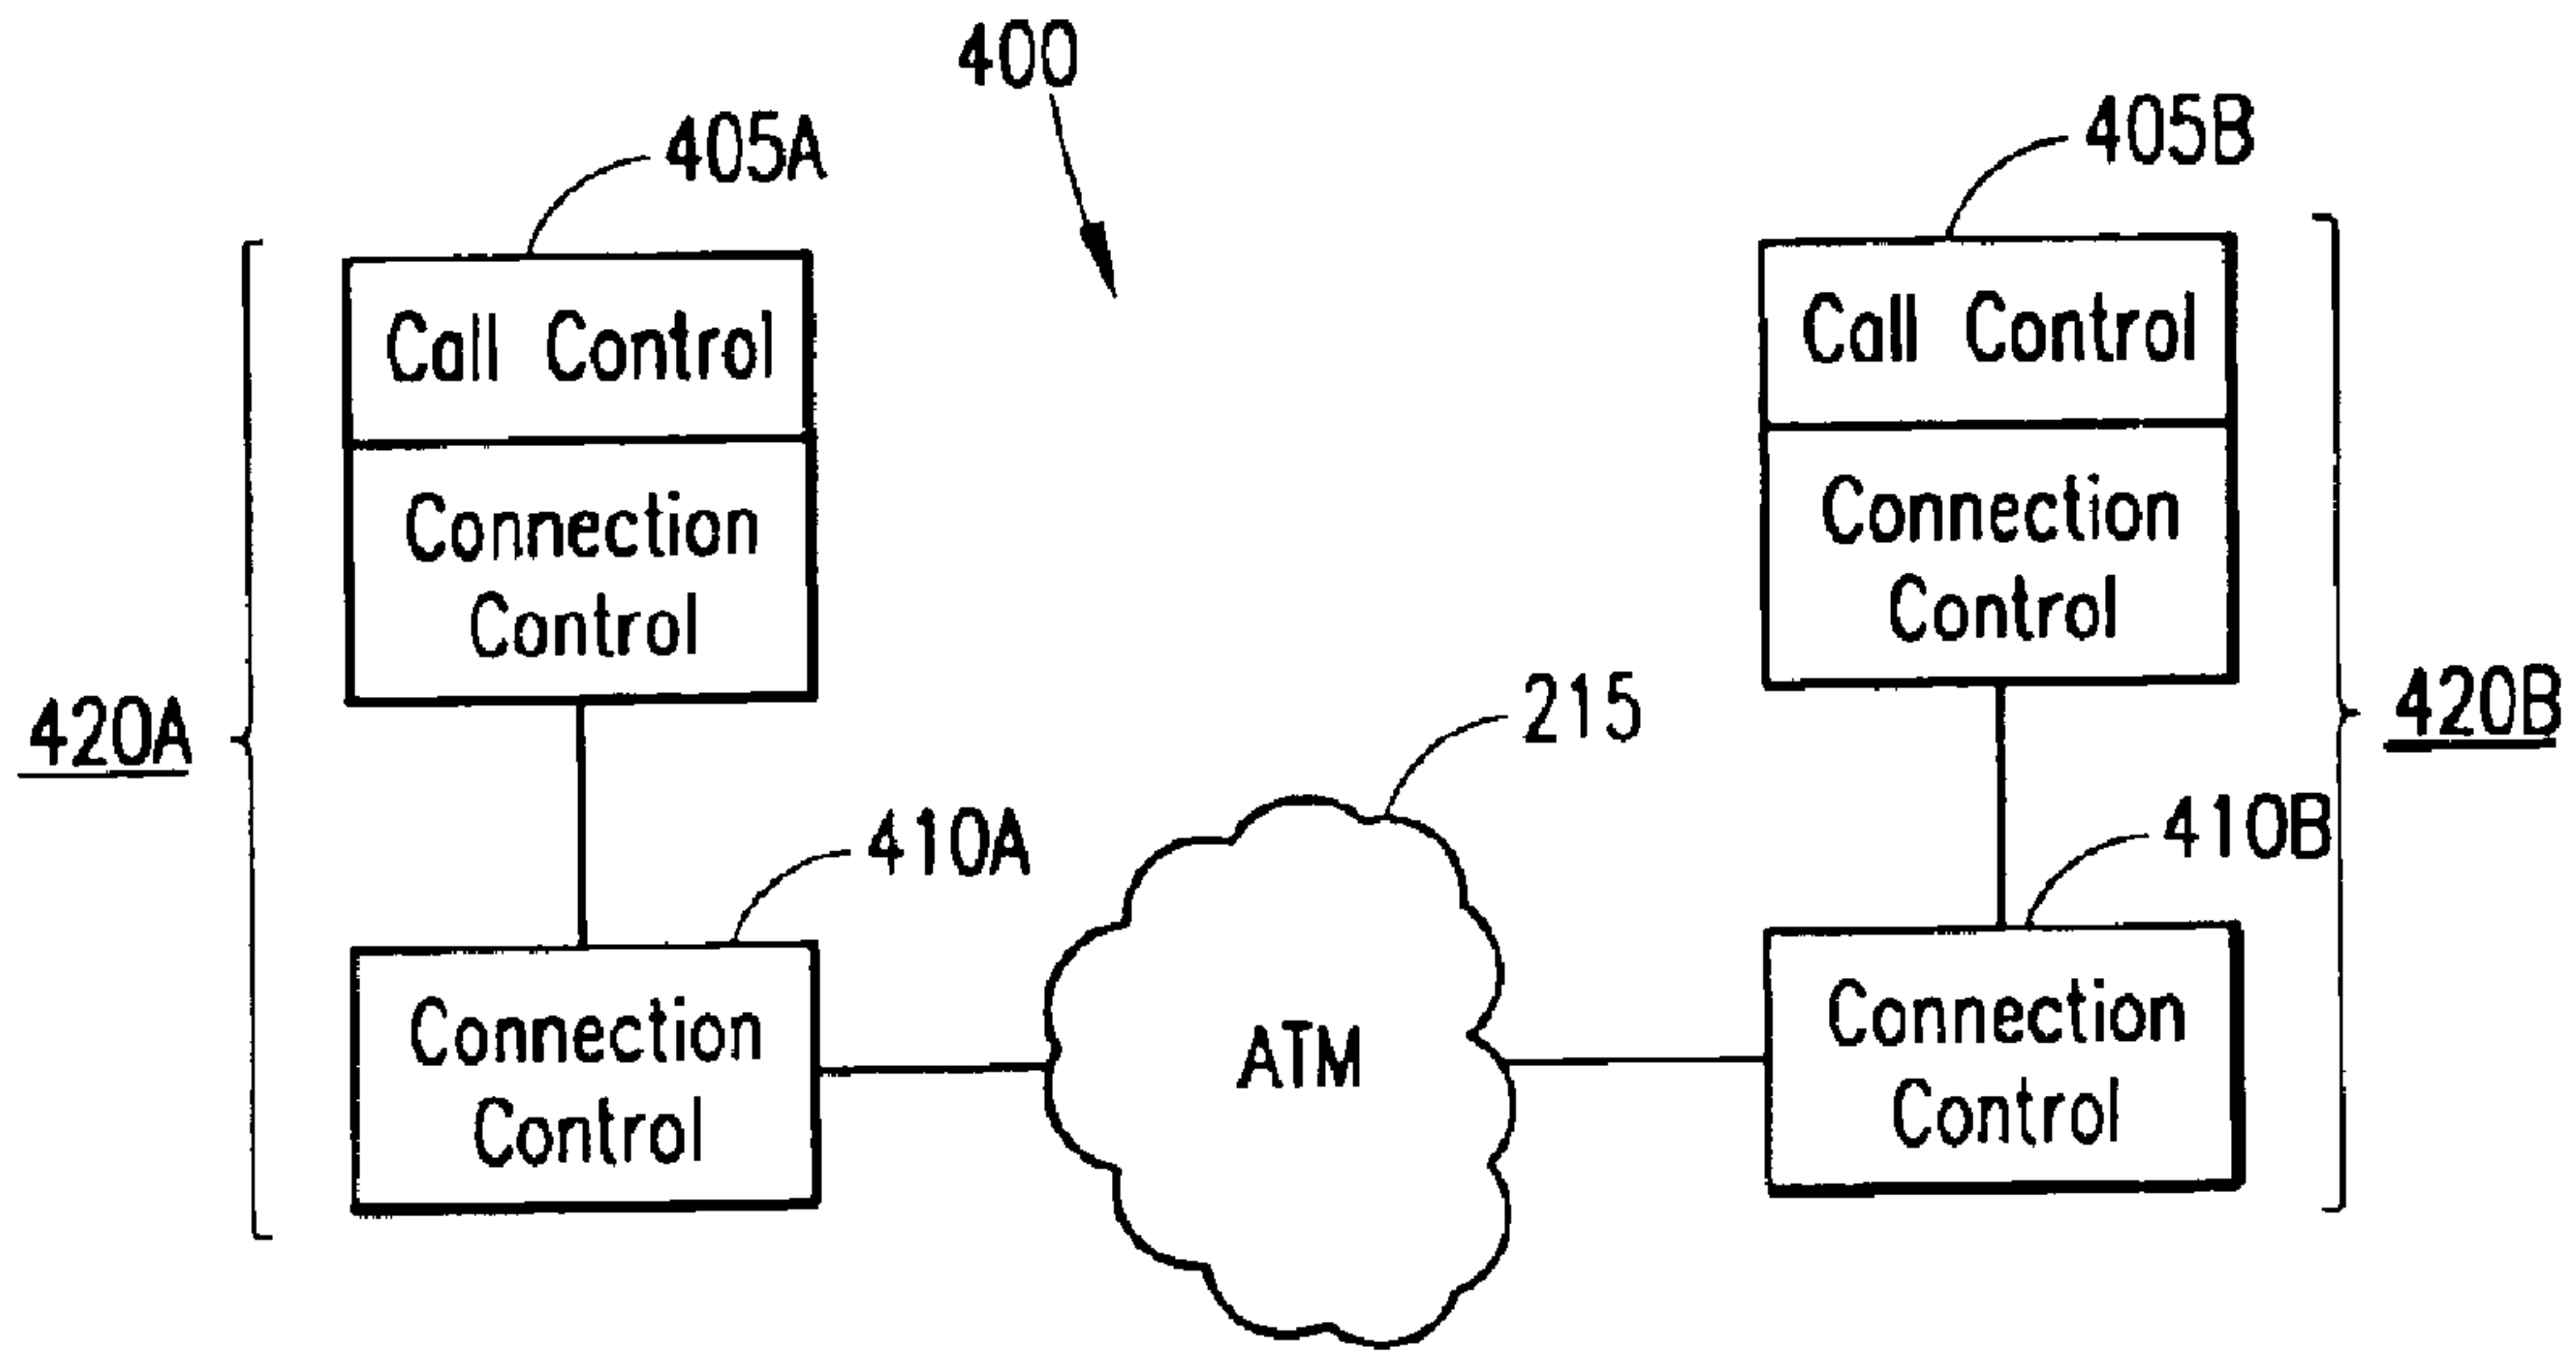 400
405A
405B
Call Control
Call Control
Connection
Control
Connection
Control
420A
420B
215
410A
410B
Connection
Control
ATM
Connection
Control